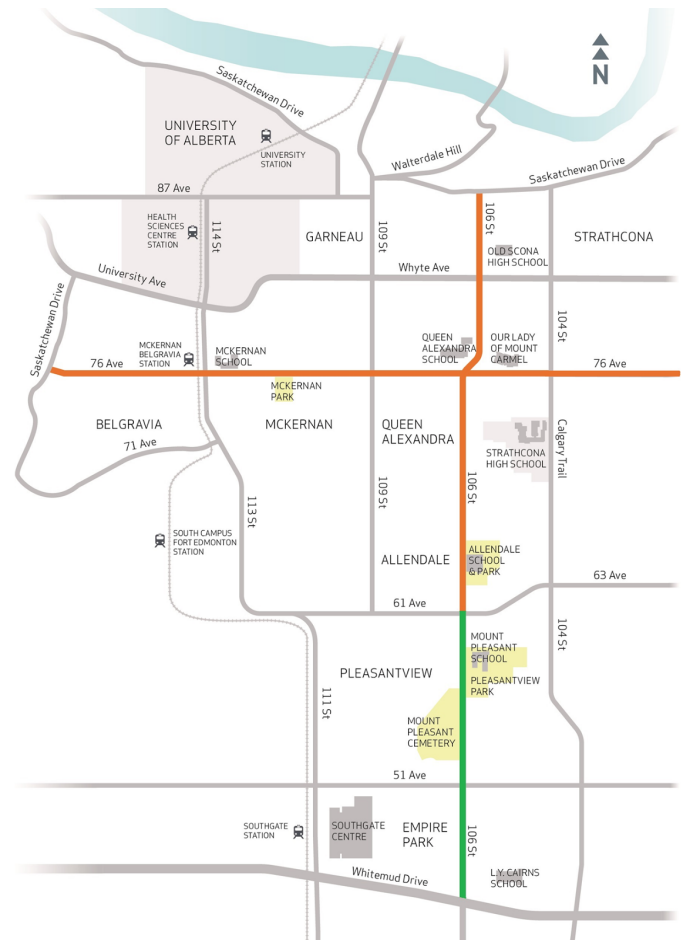 N
Saskatchewan Drive
UNIVERSITY
OF ALBERTA
UNIVERSITY
STATION
Walterdale Hill
Saskatchewan Drive
87 Ave
HEALTH
SCIENCES
CENTRE
STATION
114 St
GARNEAU
109 St
106 St
OLD SCONA
HIGH SCHOOL
STRATHCONA
University Ave
Whyte Ave
Saskatchewan Drive
104 St
MCKERNAN
BELGRAVIA
STATION
MCKERNAN
SCHOOL
QUEEN
ALEXANDRA
SCHOOL
OUR LADY
OF MOUNT
CARMEL
76 Ave
76 Ave
MCKERNAN
PARK
BELGRAVIA
MCKERNAN
QUEEN
ALEXANDRA
71 Ave
STRATHCONA
HIGH SCHOOL
Calgary Trail
113 St
109 St
106 St
SOUTH CAMPUS
FORT EDMONTON
STATION
ALLENDALE
ALLENDALE
SCHOOL
& PARK
63 Ave
61 Ave
104 St
MOUNT
PLEASANT
SCHOOL
PLEASANTVIEW
PLEASANTVIEW
PARK
111 St
MOUNT
PLEASANT
CEMETERY
51 Ave
SOUTHGATE
STATION
SOUTHGATE
CENTRE
EMPIRE
PARK
106 St
Whitemud Drive
L.Y. CAIRNS
SCHOOL